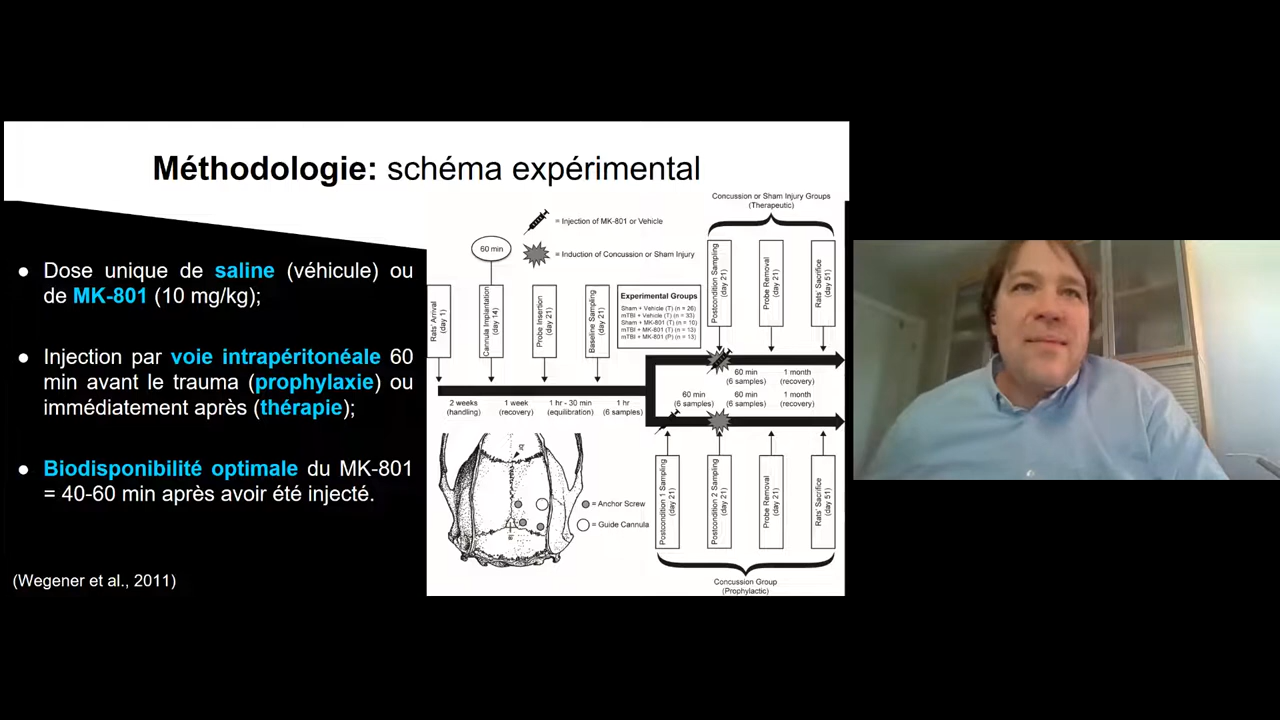 Méthodologie: schéma expérimental
● Dose unique de saline (véhicule) ou
de MK-801 (10 mg/kg);
● Injection par voie intrapéritonéale 60
min avant le trauma (prophylaxie) ou
immédiatement après (thérapie);
● Biodisponibilité optimale du MK-801
= 40-60 min après avoir été injecté.
(Wegener et al., 2011)
Concussion or Sham Injury Groups
(Therapeutic)
= Injection of MK-801 or Vehicle
= Induction of Concussion or Sham Injury
60 min
Rats' Arrival
(day 1)
Cannula Implantation
(day 14)
Probe Insertion
(day 21)
Baseline Sampling
(day 21)
Experimental Groups
Sham + Vehicle (T) (n = 26)
mTBI + Vehicle (T) (n = 33)
Sham + MK-801 (T) (n = 10)
mTBI + MK-801 (T) (n = 13)
mTBI + MK-801 (P) (n = 13)
Postcondition Sampling
(day 21)
Probe Removal
(day 21)
Rats' Sacrifice
(day 51)
60 min
(6 samples)
1 month
(recovery)
2 weeks
(handling)
1 week
(recovery)
1 hr - 30 min
(equilibration)
1 hr
(6 samples)
60 min
(6 samples)
60 min
(6 samples)
1 month
(recovery)
Postcondition 1 Sampling
(day 21)
Postcondition 2 Sampling
(day 21)
Probe Removal
(day 21)
Rats' Sacrifice
(day 51)
= Anchor Screw
= Guide Cannula
Concussion Group
(Prophylactic)